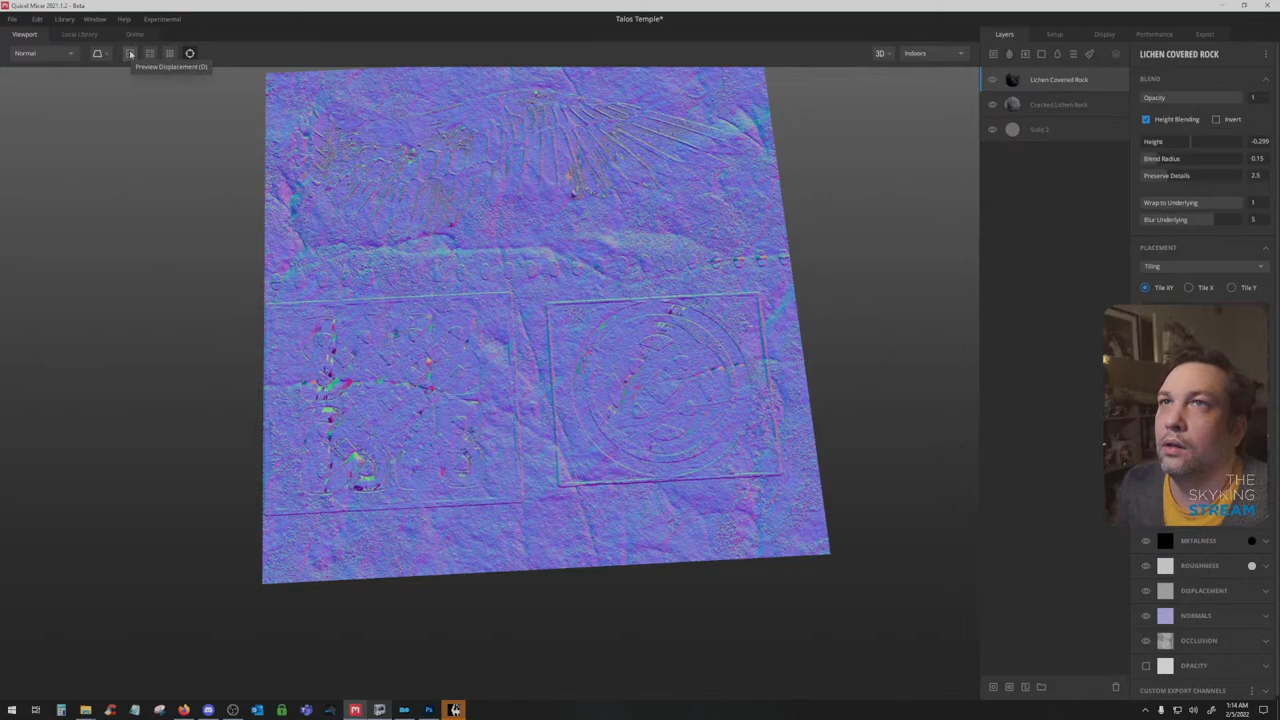 Quixel Mixer 2021.1.2 - Beta
File Edit Library Window Help Experimental
Talos Temple*
Viewport Local Library Online
Layers Setup Display Performance Export
Normal
3D
Indoors
Preview Displacement (D)
Lichen Covered Rock
Cracked Lichen Rock
Solid 2
LICHEN COVERED ROCK
BLEND
Opacity 1
Height Blending Invert
Height -0.299
Blend Radius 0.15
Preserve Details 2.5
Wrap to Underlying 1
Blur Underlying 5
PLACEMENT
Tiling
Tile XY Tile X Tile Y
THE
SKYKING
STREAM
METALNESS
ROUGHNESS
DISPLACEMENT
NORMALS
OCCLUSION
OPACITY
CUSTOM EXPORT CHANNELS
1:14 AM
2/5/2022